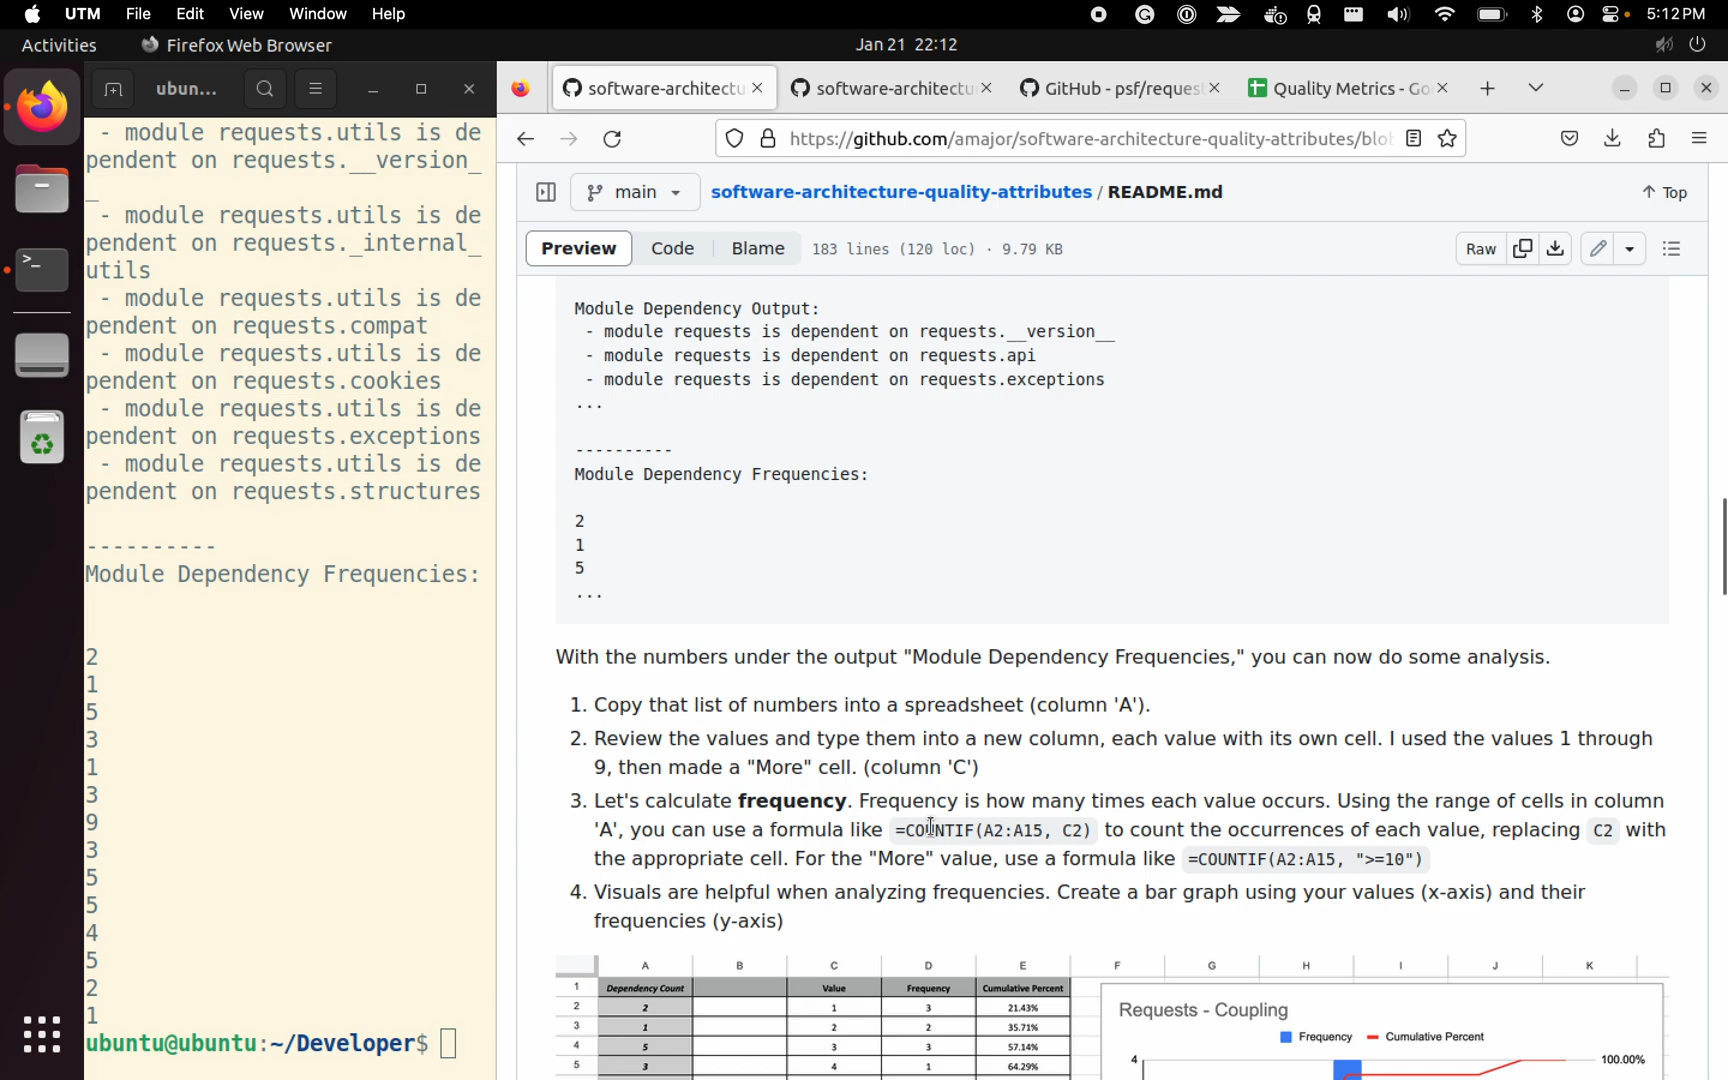 UTM File Edit View Window Help 5:12 PM
Activities Firefox Web Browser Jan 21 22:12
ubun...
- module requests.utils is de
pendent on requests.__version_
_
- module requests.utils is de
pendent on requests._internal_
utils
- module requests.utils is de
pendent on requests.compat
- module requests.utils is de
pendent on requests.cookies
- module requests.utils is de
pendent on requests.exceptions
- module requests.utils is de
pendent on requests.structures
----------
Module Dependency Frequencies:
2
1
5
3
1
3
9
3
5
5
4
5
2
1
ubuntu@ubuntu:~/Developer$
software-architectu software-architectu GitHub - psf/reques Quality Metrics - Go
https://github.com/amajor/software-architecture-quality-attributes/blo
main software-architecture-quality-attributes / README.md Top
Preview Code Blame 183 lines (120 loc) · 9.79 KB Raw
Module Dependency Output:
- module requests is dependent on requests.__version__
- module requests is dependent on requests.api
- module requests is dependent on requests.exceptions
...
----------
Module Dependency Frequencies:
2
1
5
...
With the numbers under the output "Module Dependency Frequencies," you can now do some analysis.
1. Copy that list of numbers into a spreadsheet (column 'A').
2. Review the values and type them into a new column, each value with its own cell. I used the values 1 through
9, then made a "More" cell. (column 'C')
3. Let's calculate frequency. Frequency is how many times each value occurs. Using the range of cells in column
'A', you can use a formula like =COUNTIF(A2:A15, C2) to count the occurrences of each value, replacing C2 with
the appropriate cell. For the "More" value, use a formula like =COUNTIF(A2:A15, ">=10")
4. Visuals are helpful when analyzing frequencies. Create a bar graph using your values (x-axis) and their
frequencies (y-axis)
A B C D E F G H I J K
1 Dependency Count Value Frequency Cumulative Percent
2 2 1 3 21.43%
3 1 2 2 35.71%
4 5 3 3 57.14%
5 3 4 1 64.29%
Requests - Coupling
Frequency Cumulative Percent
4 100.00%